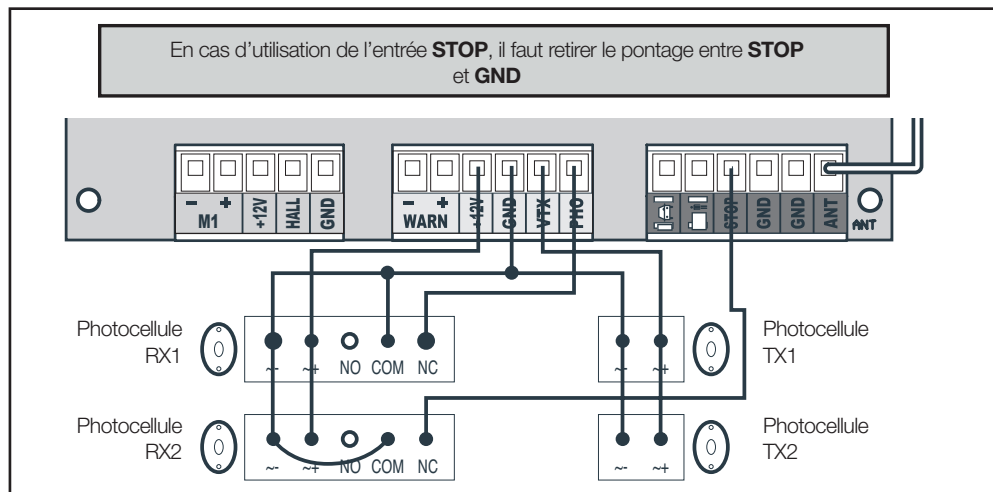 En cas d'utilisation de l'entrée STOP, il faut retirer le pontage entre STOP
et GND
- + +12V HALL GND
M1
- + +12V GND VTX PHO
WARN
STOP GND GND ANT
ANT
Photocellule
RX1
~- ~+ NO COM NC
Photocellule
TX1
~- ~+
Photocellule
RX2
~- ~+ NO COM NC
Photocellule
TX2
~- ~+